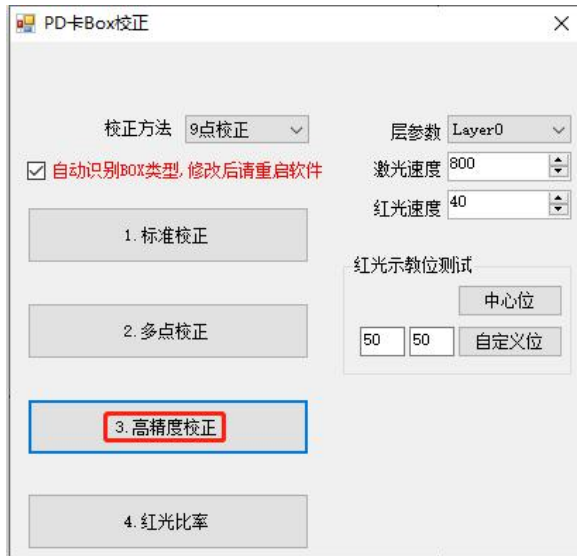 PD卡Box校正
校正方法 9点校正
层参数 Layer0
自动识别BOX类型,修改后请重启软件
激光速度 800
红光速度 40
1.标准校正
红光示教位测试
中心位
2.多点校正
50 50 自定义位
3.高精度校正
4.红光比率